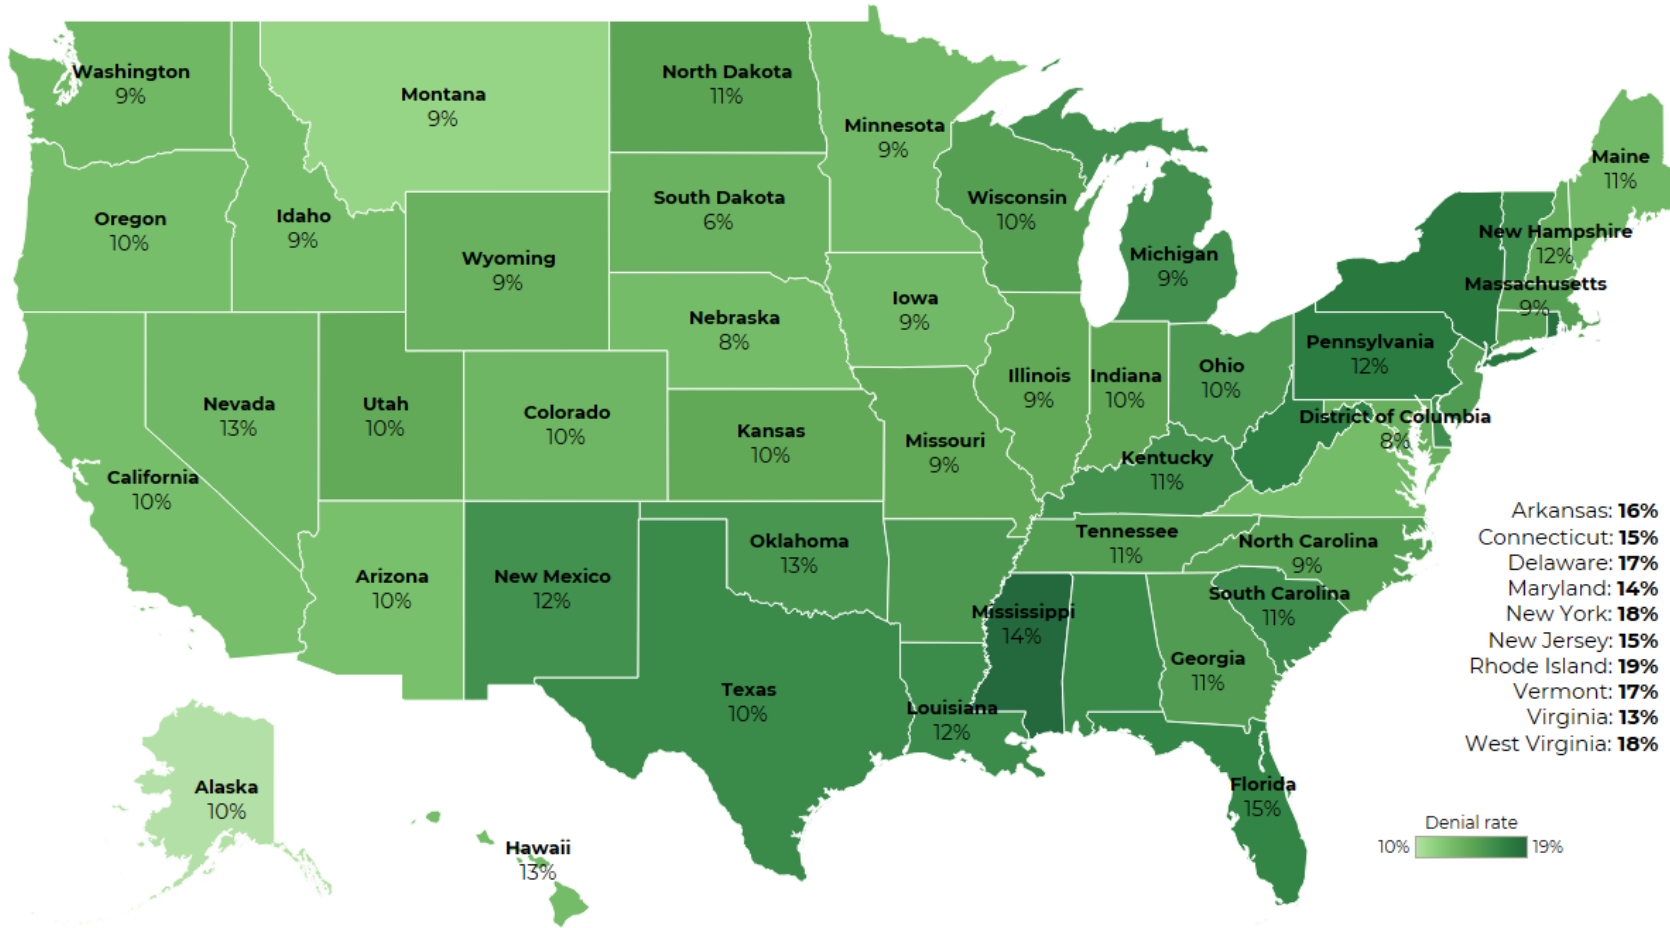 Washington
9%
Montana
9%
North Dakota
11%
Minnesota
9%
Maine
11%
Oregon
10%
Idaho
9%
South Dakota
6%
Wisconsin
10%
New Hampshire
12%
Wyoming
9%
Michigan
9%
Massachusetts
9%
Iowa
9%
Nebraska
8%
Pennsylvania
12%
Ohio
10%
Illinois
9%
Indiana
10%
Nevada
13%
Utah
10%
Colorado
10%
District of Columbia
8%
Kansas
10%
Missouri
9%
Kentucky
11%
California
10%
Tennessee
11%
North Carolina
9%
Oklahoma
13%
Arizona
10%
New Mexico
12%
South Carolina
11%
Mississippi
14%
Georgia
11%
Texas
10%
Louisiana
12%
Alaska
10%
Florida
15%
Hawaii
13%
Arkansas: 16%
Connecticut: 15%
Delaware: 17%
Maryland: 14%
New York: 18%
New Jersey: 15%
Rhode Island: 19%
Vermont: 17%
Virginia: 13%
West Virginia: 18%
Denial rate
10% 19%